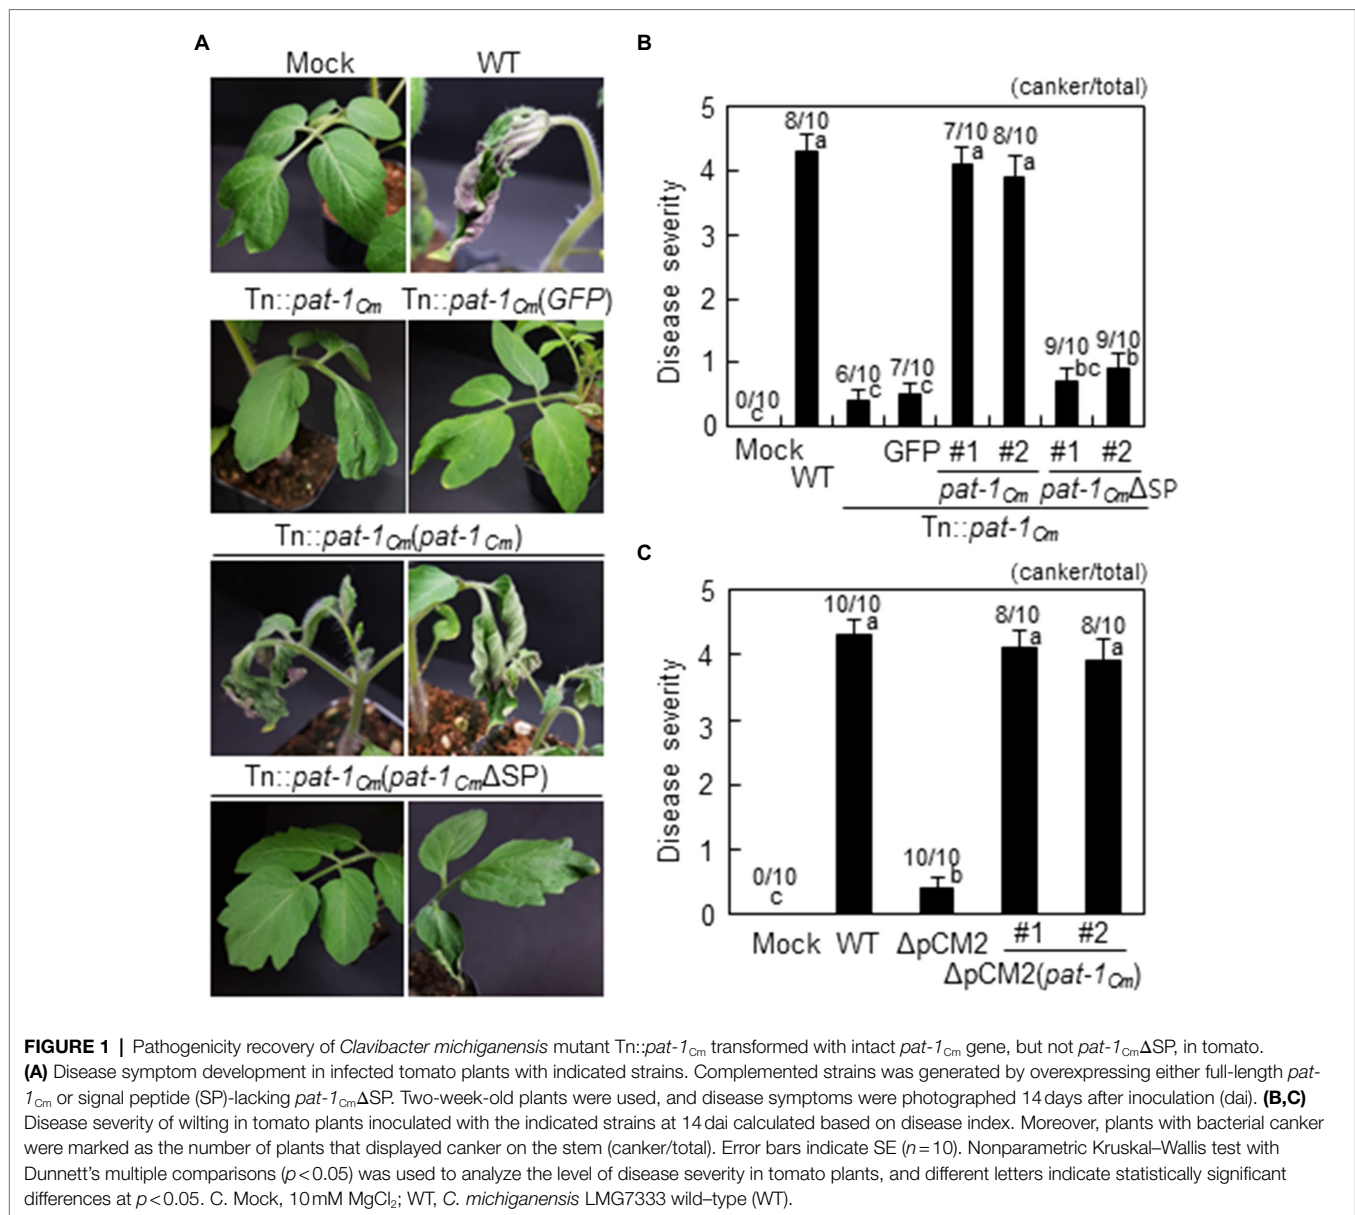 A
Mock WT
Tn::pat-1Cm Tn::pat-1Cm(GFP)
Tn::pat-1Cm(pat-1Cm)
Tn::pat-1Cm(pat-1CmΔSP)
B
(canker/total)
Disease severity
5
4
3
2
1
0
0/10
c
8/10
a
6/10
c
7/10
c
7/10
a
8/10
a
9/10
bc
9/10
b
Mock
WT
GFP #1 #2 #1 #2
pat-1Cm pat-1CmΔSP
Tn::pat-1Cm
C
(canker/total)
Disease severity
5
4
3
2
1
0
0/10
c
10/10
a
10/10
b
8/10
a
8/10
a
Mock WT ΔpCM2 #1 #2
ΔpCM2(pat-1Cm)
FIGURE 1 | Pathogenicity recovery of Clavibacter michiganensis mutant Tn::pat-1Cm transformed with intact pat-1Cm gene, but not pat-1CmΔSP, in tomato.
(A) Disease symptom development in infected tomato plants with indicated strains. Complemented strains was generated by overexpressing either full-length pat-
1Cm or signal peptide (SP)-lacking pat-1CmΔSP. Two-week-old plants were used, and disease symptoms were photographed 14 days after inoculation (dai). (B,C)
Disease severity of wilting in tomato plants inoculated with the indicated strains at 14 dai calculated based on disease index. Moreover, plants with bacterial canker
were marked as the number of plants that displayed canker on the stem (canker/total). Error bars indicate SE (n = 10). Nonparametric Kruskal–Wallis test with
Dunnett's multiple comparisons (p < 0.05) was used to analyze the level of disease severity in tomato plants, and different letters indicate statistically significant
differences at p < 0.05. C. Mock, 10 mM MgCl₂; WT, C. michiganensis LMG7333 wild–type (WT).